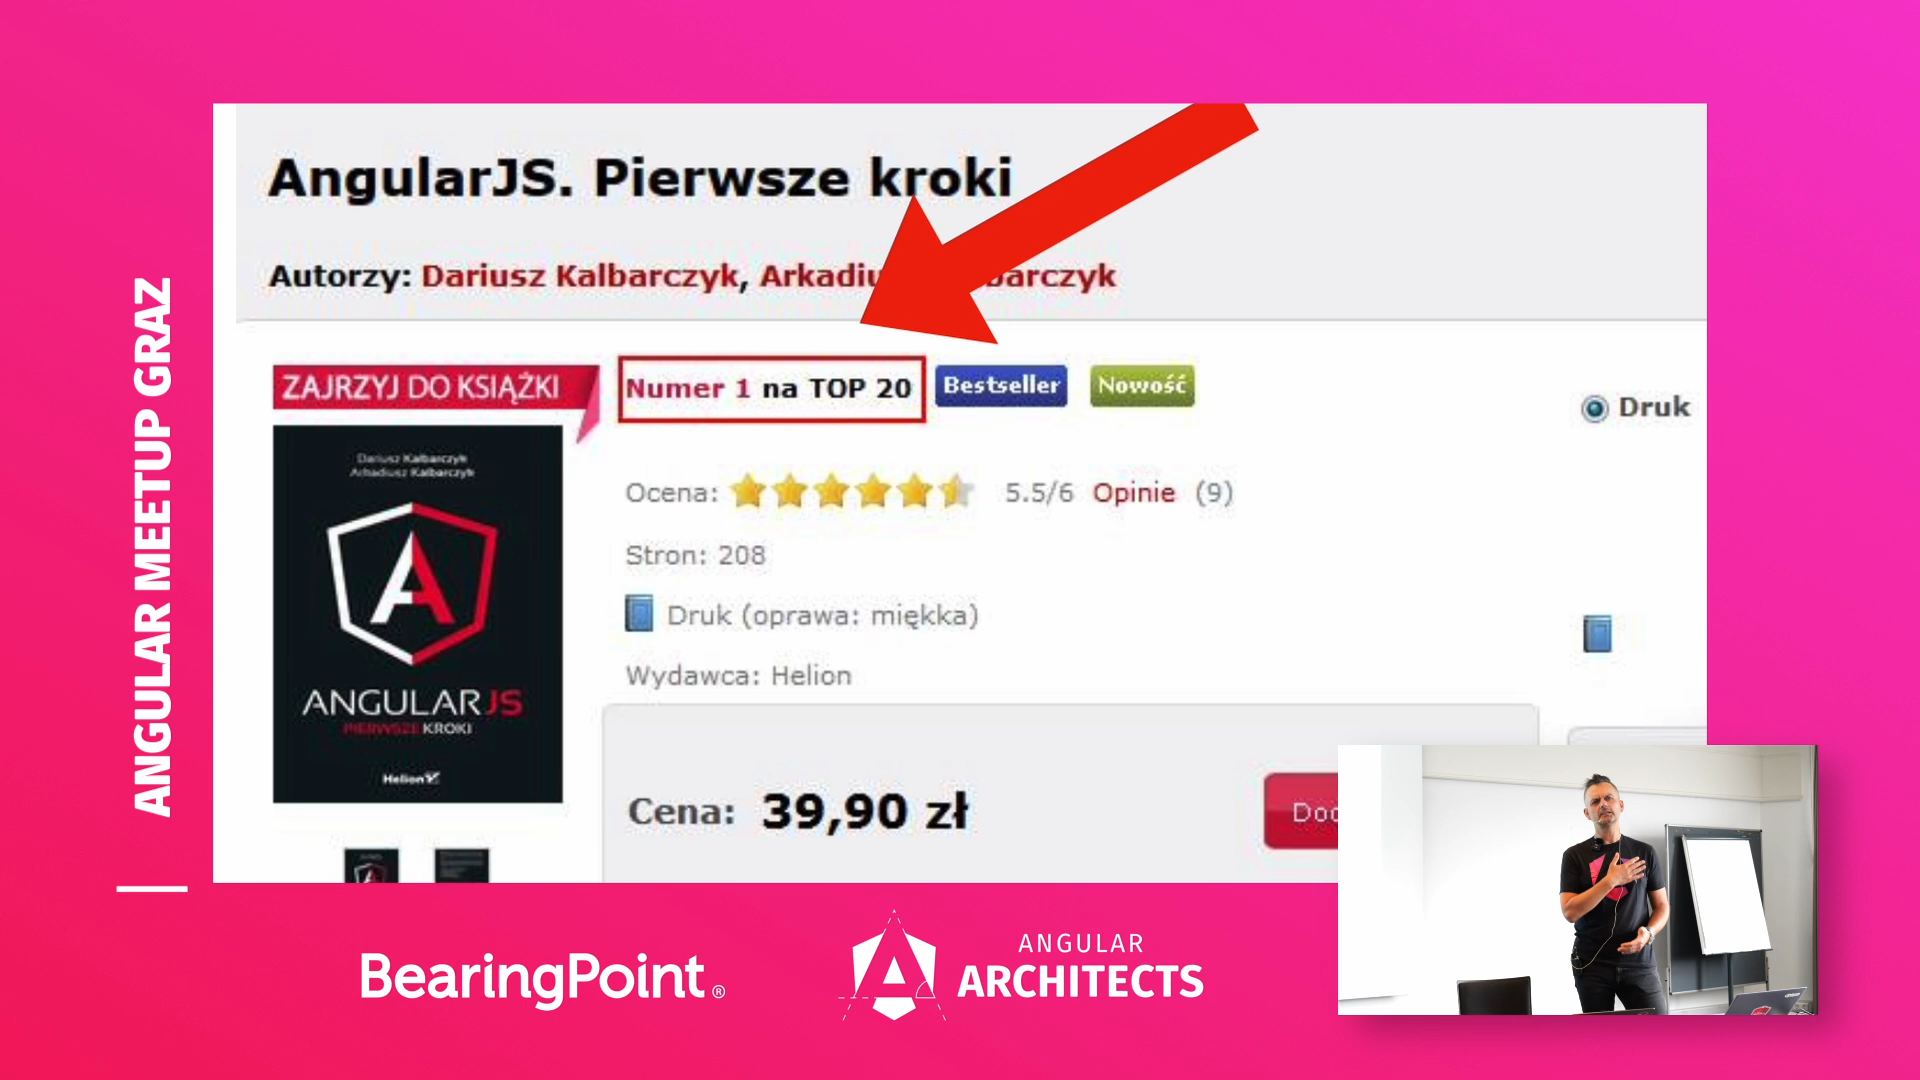 ANGULAR MEETUP GRAZ
AngularJS. Pierwsze kroki
Autorzy: Dariusz Kalbarczyk, Arkadiu barczyk
ZAJRZYJ DO KSIĄŻKI
Numer 1 na TOP 20
Bestseller
Nowość
Druk
Dariusz Kalbarczyk
Arkadiusz Kalbarczyk
ANGULARJS
PIERWSZE KROKI
Helion
Ocena: 5.5/6 Opinie (9)
Stron: 208
Druk (oprawa: miękka)
Wydawca: Helion
Cena: 39,90 zł
Dod
BearingPoint®
ANGULAR
ARCHITECTS